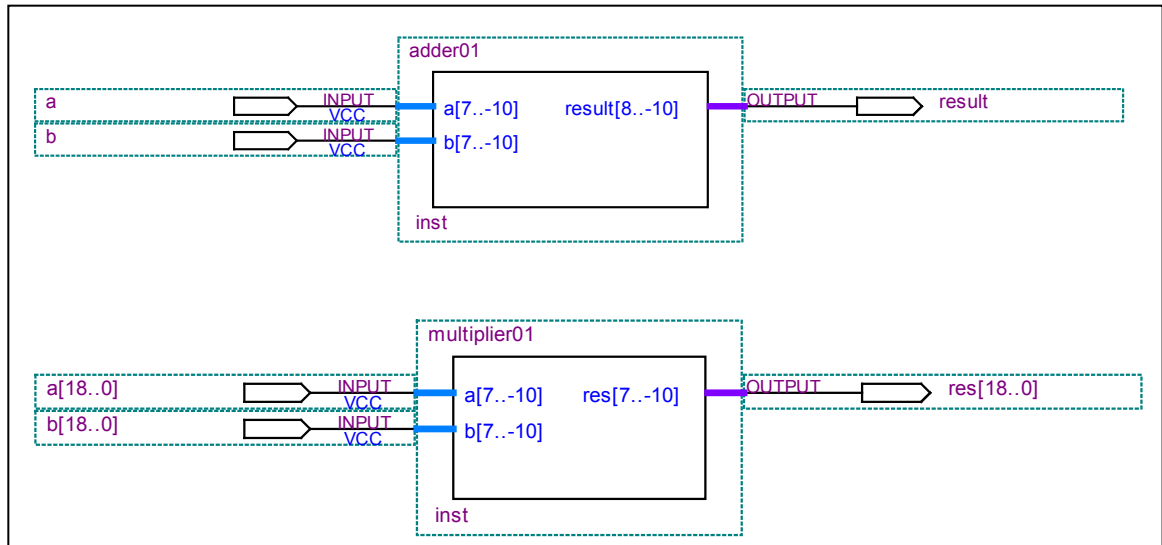 adder01
a INPUT VCC a[7..-10] result[8..-10] OUTPUT result
b INPUT VCC b[7..-10]
inst
multiplier01
a[18..0] INPUT VCC a[7..-10] res[7..-10] OUTPUT res[18..0]
b[18..0] INPUT VCC b[7..-10]
inst